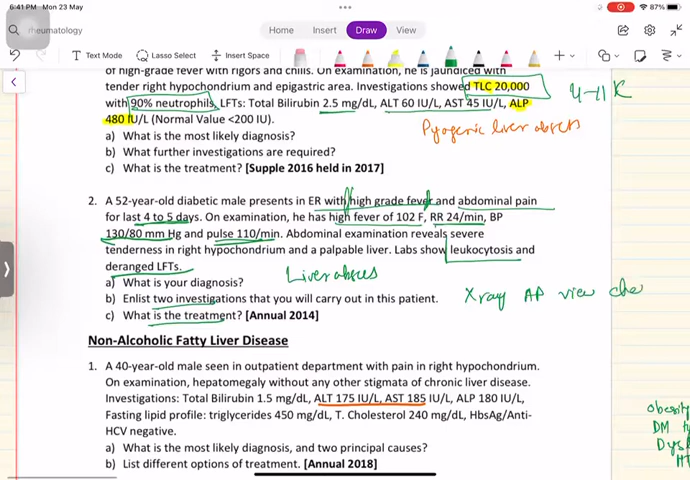 6:41 PM Mon 23 May
87%
rheumatology
Home Insert Draw View
Text Mode Lasso Select Insert Space
of high-grade fever with rigors and chills. On examination, he is jaundiced with
tender right hypochondrium and epigastric area. Investigations showed TLC 20,000
4-11 K
with 90% neutrophils, LFTs: Total Bilirubin 2.5 mg/dL, ALT 60 IU/L, AST 45 IU/L, ALP
480 IU/L (Normal Value <200 IU).
Pyogenic liver abscess
a) What is the most likely diagnosis?
b) What further investigations are required?
c) What is the treatment? [Supple 2016 held in 2017]
2. A 52-year-old diabetic male presents in ER with high grade fever and abdominal pain
for last 4 to 5 days. On examination, he has high fever of 102 F, RR 24/min, BP
130/80 mm Hg and pulse 110/min. Abdominal examination reveals severe
tenderness in right hypochondrium and a palpable liver. Labs show leukocytosis and
deranged LFTs.
a) What is your diagnosis?
Liver abscess
b) Enlist two investigations that you will carry out in this patient.
Xray AP view che
c) What is the treatment? [Annual 2014]
Non-Alcoholic Fatty Liver Disease
1. A 40-year-old male seen in outpatient department with pain in right hypochondrium.
On examination, hepatomegaly without any other stigmata of chronic liver disease.
Investigations: Total Bilirubin 1.5 mg/dL, ALT 175 IU/L, AST 185 IU/L, ALP 180 IU/L,
Fasting lipid profile: triglycerides 450 mg/dL, T. Cholesterol 240 mg/dL, HbsAg/Anti-
HCV negative.
a) What is the most likely diagnosis, and two principal causes?
b) List different options of treatment. [Annual 2018]
Obesity
DM
Dysl
HT